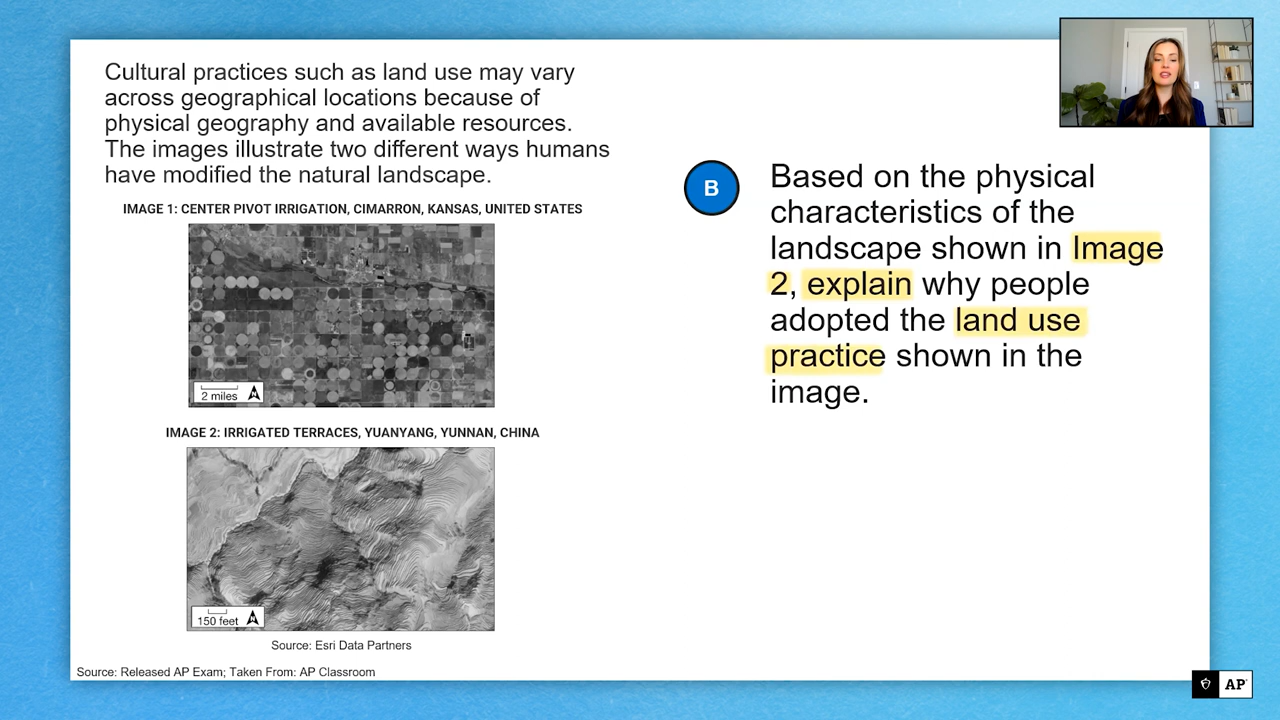 Cultural practices such as land use may vary
across geographical locations because of
physical geography and available resources.
The images illustrate two different ways humans
have modified the natural landscape.
IMAGE 1: CENTER PIVOT IRRIGATION, CIMARRON, KANSAS, UNITED STATES
2 miles
N
IMAGE 2: IRRIGATED TERRACES, YUANYANG, YUNNAN, CHINA
150 feet
N
Source: Esri Data Partners
Source: Released AP Exam; Taken From: AP Classroom
B
Based on the physical
characteristics of the
landscape shown in Image
2, explain why people
adopted the land use
practice shown in the
image.
AP